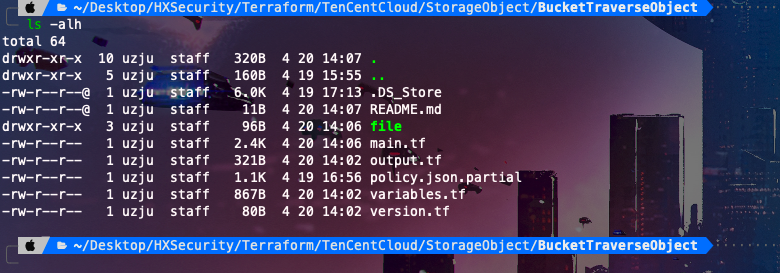 ~/Desktop/HXSecurity/Terraform/TenCentCloud/StorageObject/BucketTraverseObject
ls -alh
total 64
drwxr-xr-x  10 uzju  staff   320B  4 20 14:07 .
drwxr-xr-x   5 uzju  staff   160B  4 19 15:55 ..
-rw-r--r--@  1 uzju  staff   6.0K  4 19 17:13 .DS_Store
-rw-r--r--@  1 uzju  staff    11B  4 20 14:07 README.md
drwxr-xr-x   3 uzju  staff    96B  4 20 14:06 file
-rw-r--r--   1 uzju  staff   2.4K  4 20 14:06 main.tf
-rw-r--r--   1 uzju  staff   321B  4 20 14:02 output.tf
-rw-r--r--   1 uzju  staff   1.1K  4 19 16:56 policy.json.partial
-rw-r--r--   1 uzju  staff   867B  4 20 14:02 variables.tf
-rw-r--r--   1 uzju  staff    80B  4 20 14:02 version.tf
~/Desktop/HXSecurity/Terraform/TenCentCloud/StorageObject/BucketTraverseObject